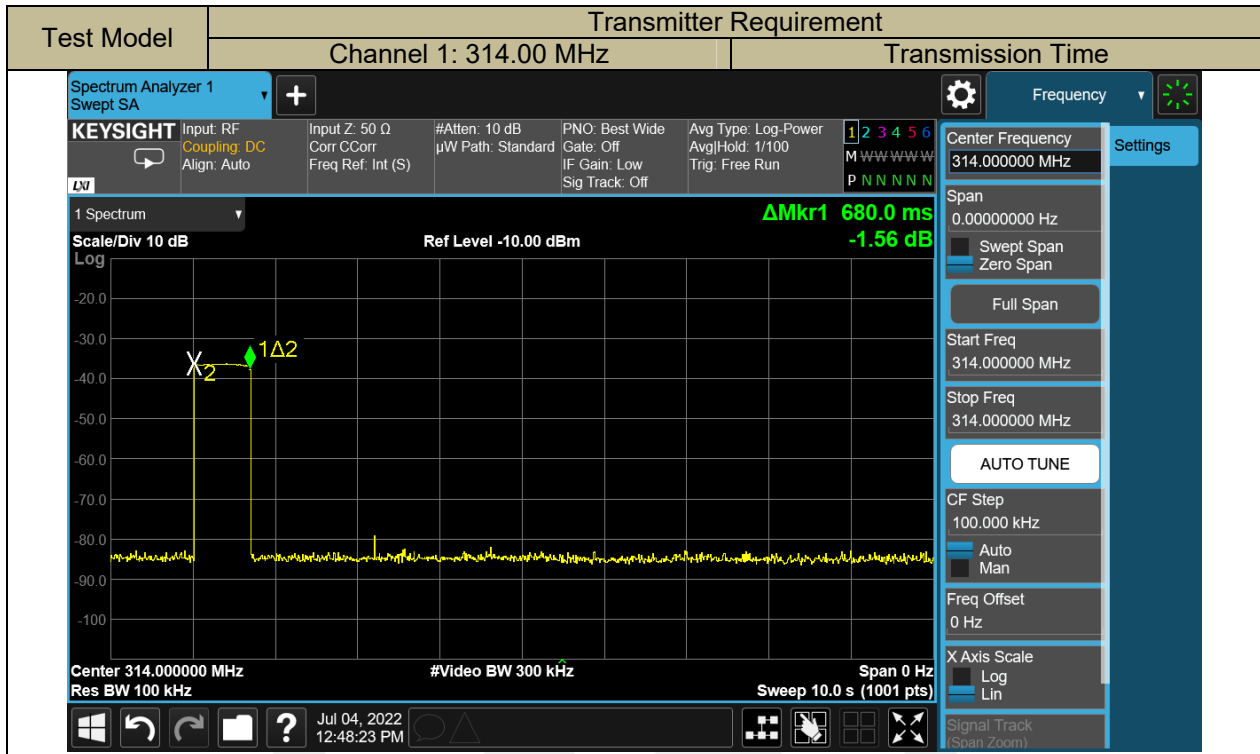 Test Model
Transmitter Requirement
Channel 1: 314.00 MHz
Transmission Time
Spectrum Analyzer 1
Swept SA
Frequency
KEYSIGHT
LXI
Input: RF
Coupling: DC
Align: Auto
Input Z: 50 Ω
Corr CCorr
Freq Ref: Int (S)
#Atten: 10 dB
µW Path: Standard
PNO: Best Wide
Gate: Off
IF Gain: Low
Sig Track: Off
Avg Type: Log-Power
Avg|Hold: 1/100
Trig: Free Run
1 2 3 4 5 6
M W W W W W
P N N N N N
1 Spectrum
Scale/Div 10 dB
Log
Ref Level -10.00 dBm
ΔMkr1 680.0 ms
-1.56 dB
-20.0
-30.0
-40.0
-50.0
-60.0
-70.0
-80.0
-90.0
-100
X2
1Δ2
Center 314.000000 MHz
Res BW 100 kHz
#Video BW 300 kHz
Span 0 Hz
Sweep 10.0 s (1001 pts)
Jul 04, 2022
12:48:23 PM
Center Frequency
314.000000 MHz
Span
0.00000000 Hz
Swept Span
Zero Span
Full Span
Start Freq
314.000000 MHz
Stop Freq
314.000000 MHz
AUTO TUNE
CF Step
100.000 kHz
Auto
Man
Freq Offset
0 Hz
X Axis Scale
Log
Lin
Signal Track
(Span Zoom)
Settings